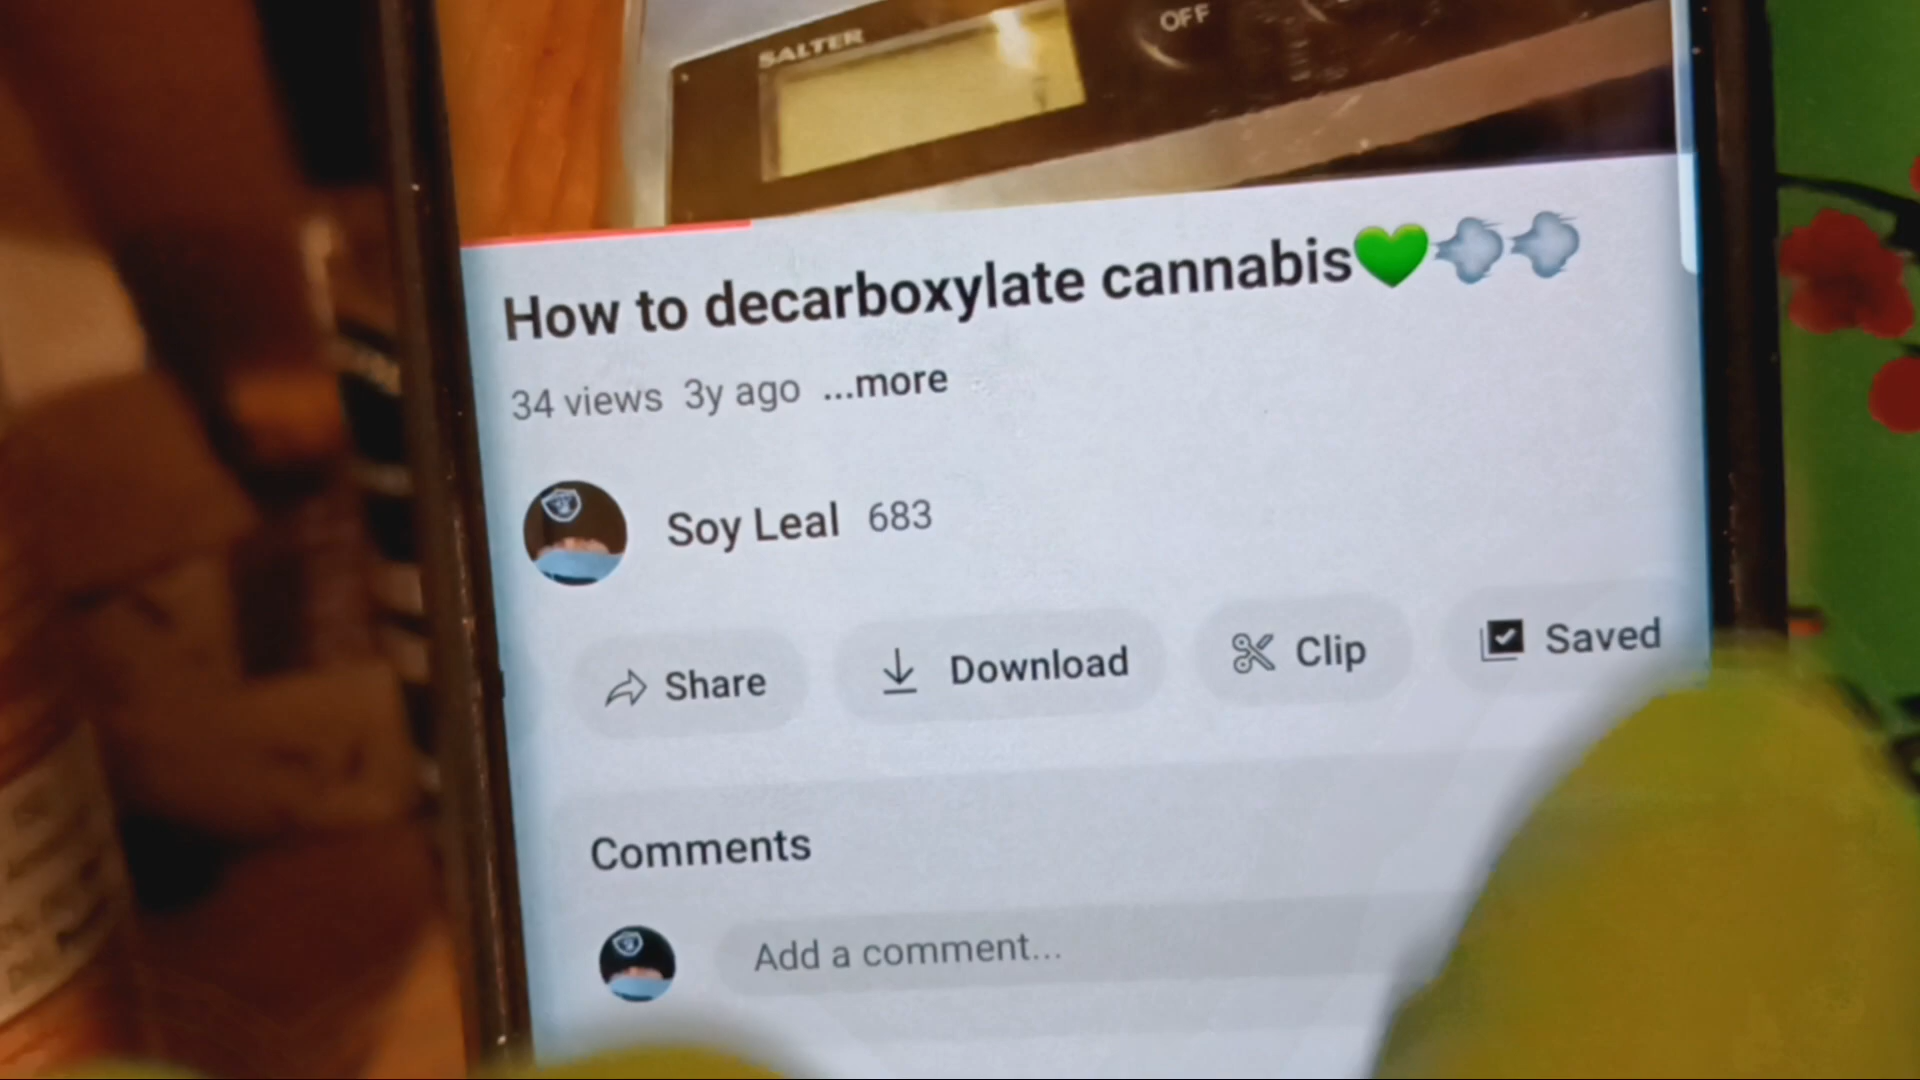 SALTER
OFF
How to decarboxylate cannabis💚💨💨
34 views 3y ago ...more
Soy Leal 683
Share Download Clip Saved
Comments
Add a comment...